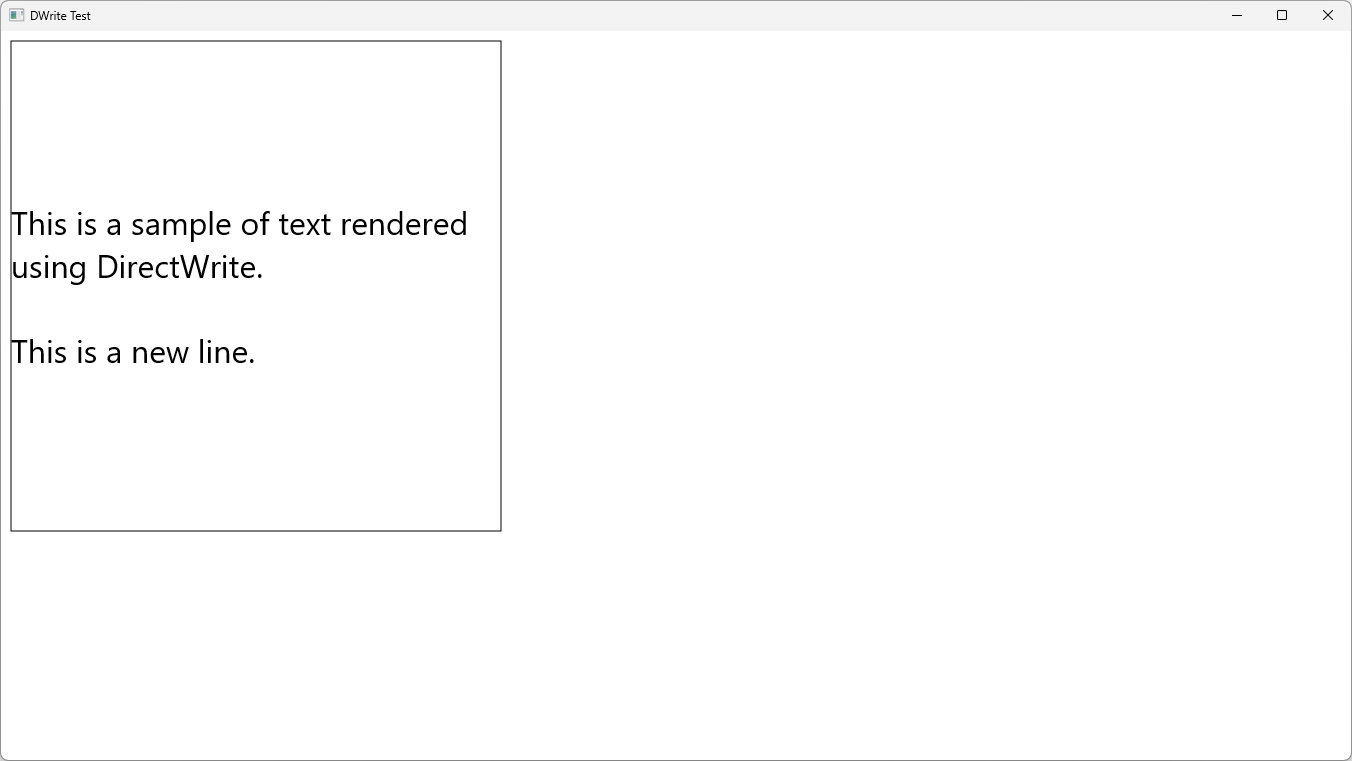 DWrite Test
This is a sample of text rendered
using DirectWrite.
This is a new line.